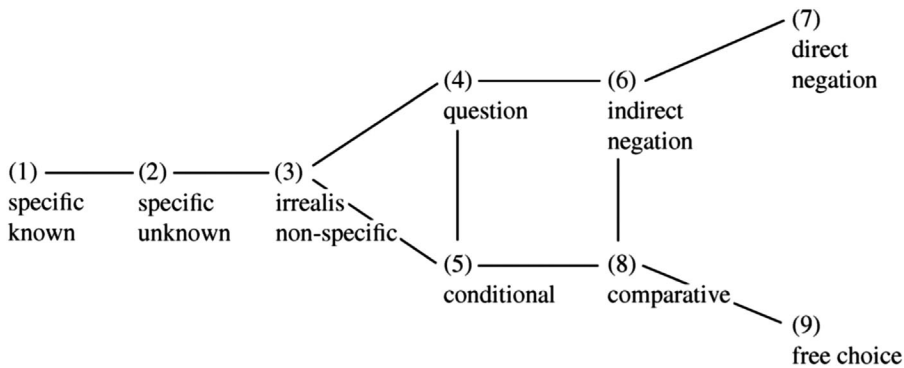 (7)
direct
negation
(4)
question
(6)
indirect
negation
(1)
specific
known
(2)
specific
unknown
(3)
irrealis
non-specific
(5)
conditional
(8)
comparative
(9)
free choice